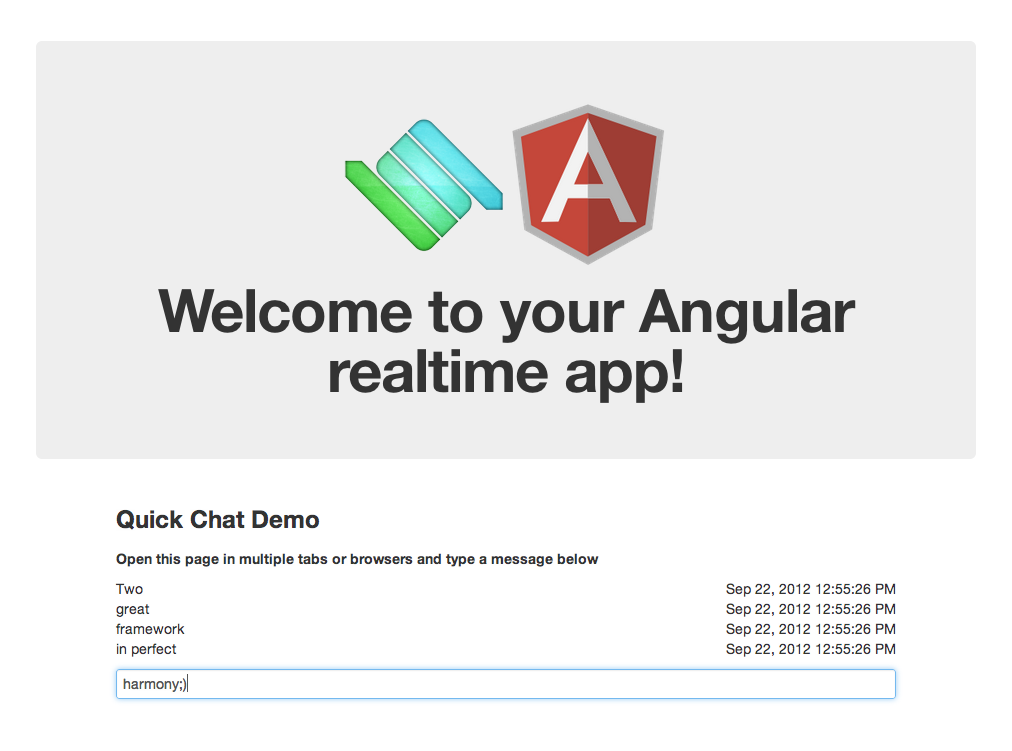 A
Welcome to your Angular
realtime app!
Quick Chat Demo
Open this page in multiple tabs or browsers and type a message below
Two Sep 22, 2012 12:55:26 PM
great Sep 22, 2012 12:55:26 PM
framework Sep 22, 2012 12:55:26 PM
in perfect Sep 22, 2012 12:55:26 PM
harmony;)